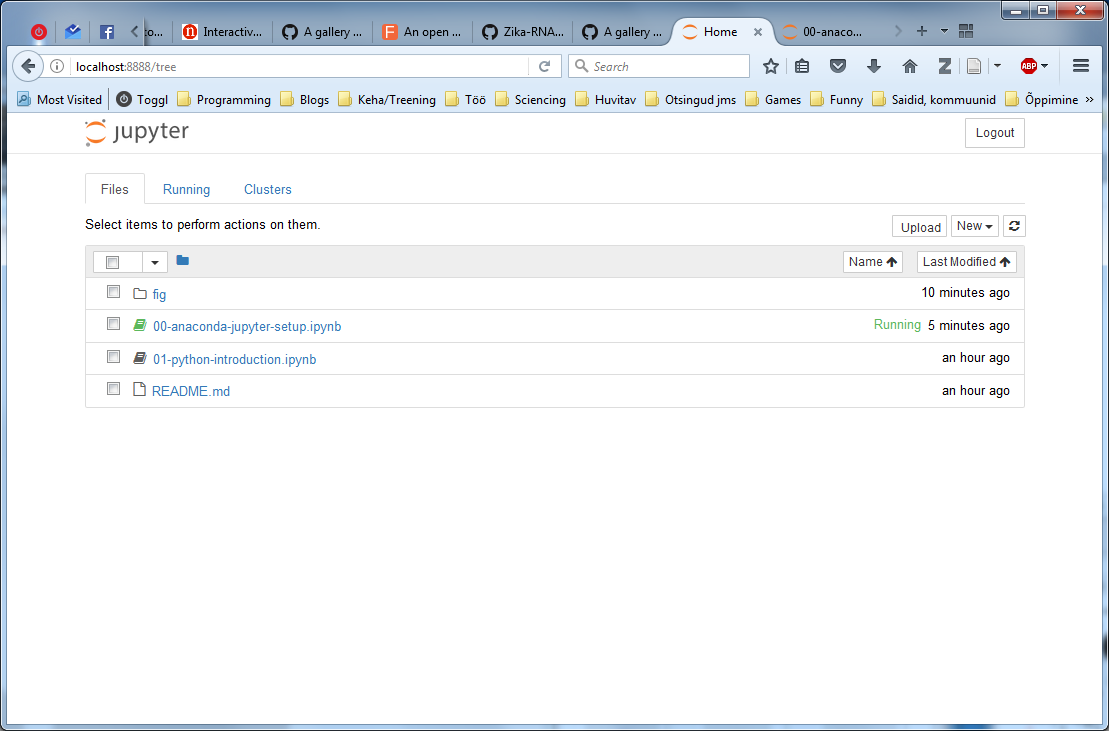 to... Interactiv... A gallery ... An open ... Zika-RNA... A gallery ... Home 00-anaco...
localhost:8888/tree Search ABP
Most Visited Toggl Programming Blogs Keha/Treening Töö Sciencing Huvitav Otsingud jms Games Funny Saidid, kommuunid Õppimine »
jupyter Logout
Files Running Clusters
Select items to perform actions on them. Upload New
Name Last Modified
fig 10 minutes ago
00-anaconda-jupyter-setup.ipynb Running 5 minutes ago
01-python-introduction.ipynb an hour ago
README.md an hour ago